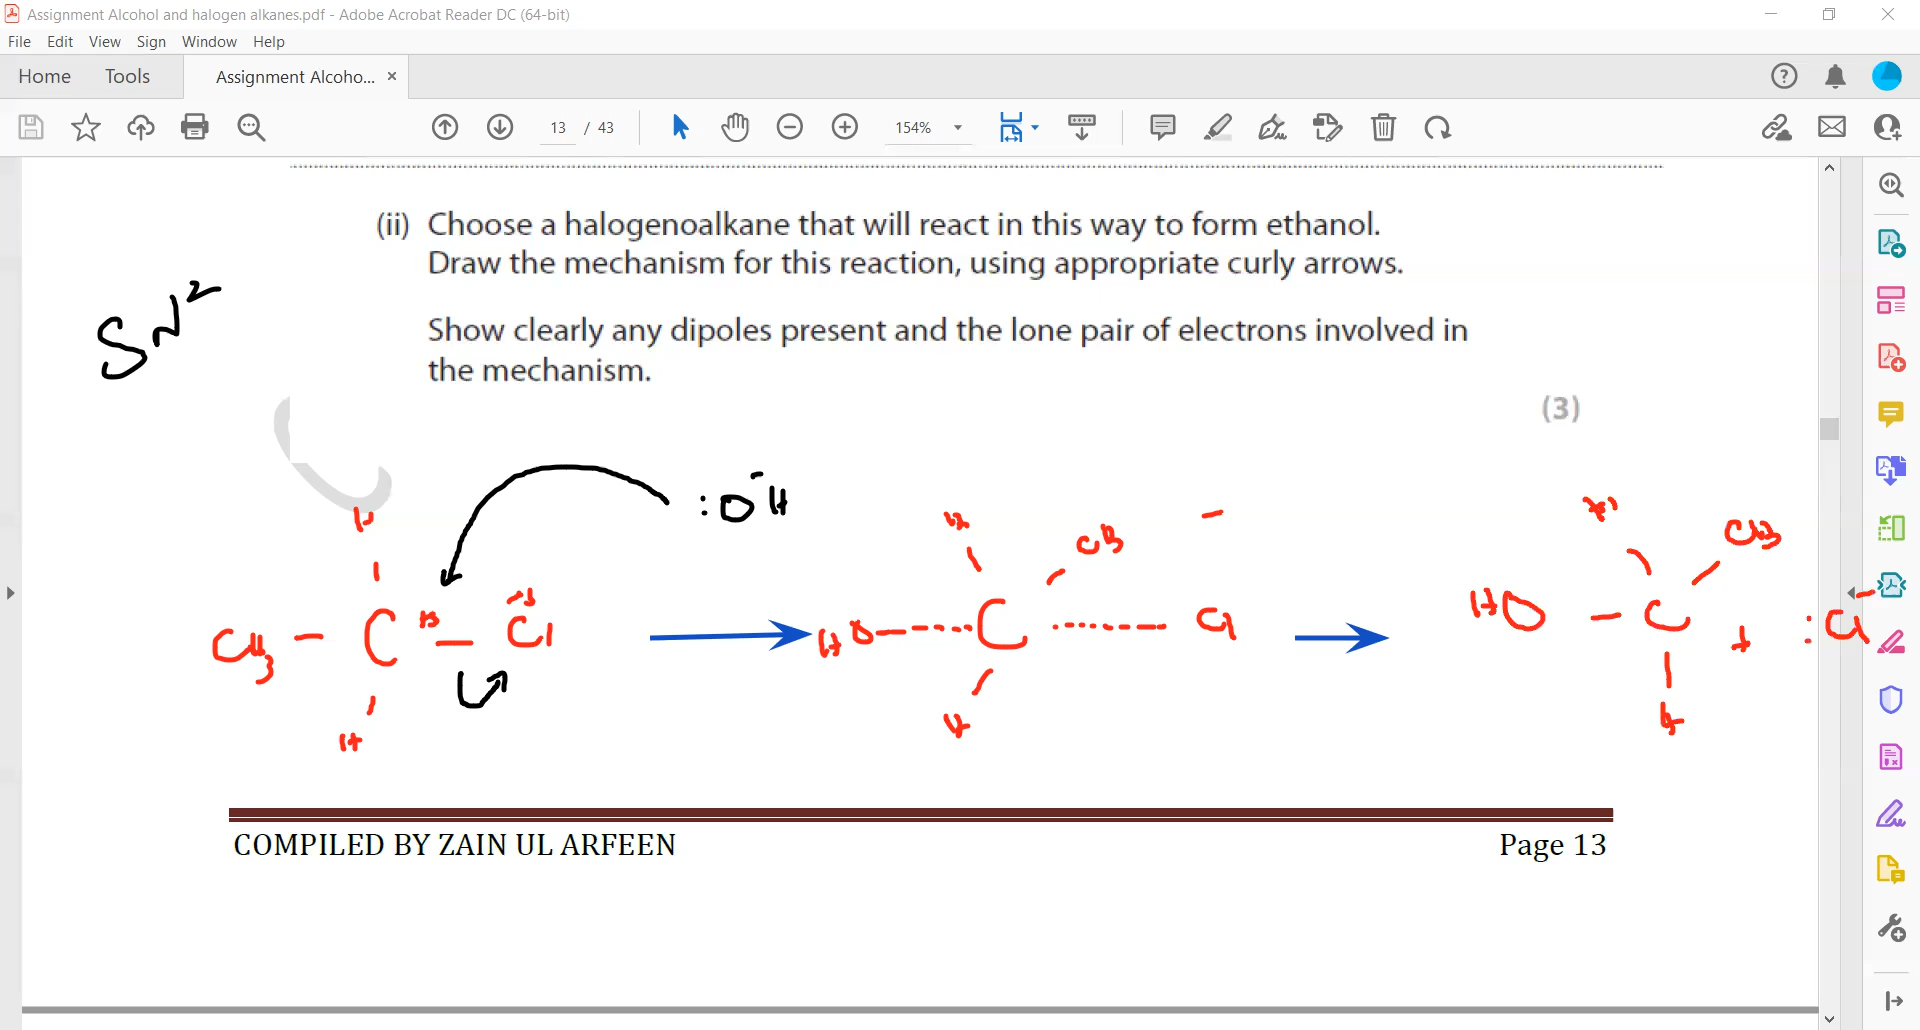 Assignment Alcohol and halogen alkanes.pdf - Adobe Acrobat Reader DC (64-bit)
File Edit View Sign Window Help
Home Tools Assignment Alcoho... ×
13 / 43 154%
(ii) Choose a halogenoalkane that will react in this way to form ethanol.
Draw the mechanism for this reaction, using appropriate curly arrows.
SN2
Show clearly any dipoles present and the lone pair of electrons involved in
the mechanism.
(3)
:O⁻H
H H CH3 − H CH3
CH3 − C − Cl HO C Cl HO − C + :Cl⁻
H H H
COMPILED BY ZAIN UL ARFEEN Page 13